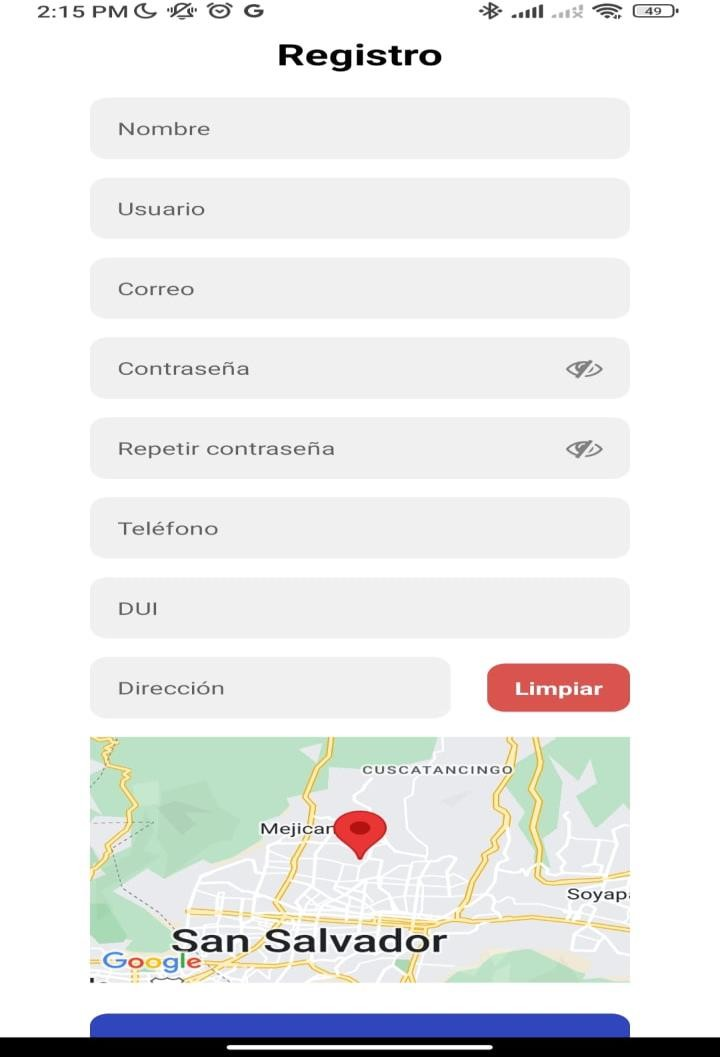 2:15 PM 49
Registro
Nombre
Usuario
Correo
Contraseña
Repetir contraseña
Teléfono
DUI
Dirección
Limpiar
CUSCATANCINGO
Mejican
Soyapa
San Salvador
Google